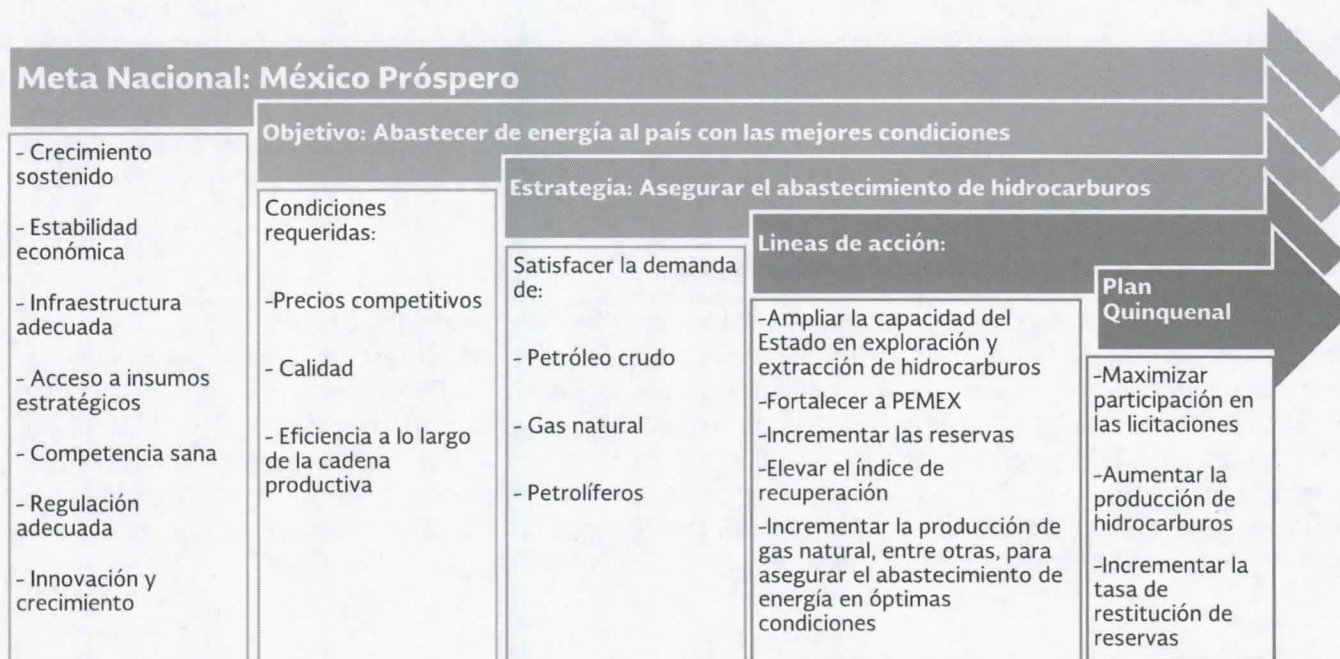 Meta Nacional: México Próspero
- Crecimiento
sostenido
- Estabilidad
económica
- Infraestructura
adecuada
- Acceso a insumos
estratégicos
- Competencia sana
- Regulación
adecuada
- Innovación y
crecimiento
Objetivo: Abastecer de energía al país con las mejores condiciones
Condiciones
requeridas:
-Precios competitivos
- Calidad
- Eficiencia a lo largo
de la cadena
productiva
Estrategia: Asegurar el abastecimiento de hidrocarburos
Satisfacer la demanda
de:
- Petróleo crudo
- Gas natural
- Petrolíferos
Lineas de acción:
-Ampliar la capacidad del
Estado en exploración y
extracción de hidrocarburos
-Fortalecer a PEMEX
-Incrementar las reservas
-Elevar el índice de
recuperación
-Incrementar la producción de
gas natural, entre otras, para
asegurar el abastecimiento de
energía en óptimas
condiciones
Plan
Quinquenal
-Maximizar
participación en
las licitaciones
-Aumentar la
producción de
hidrocarburos
-Incrementar la
tasa de
restitución de
reservas